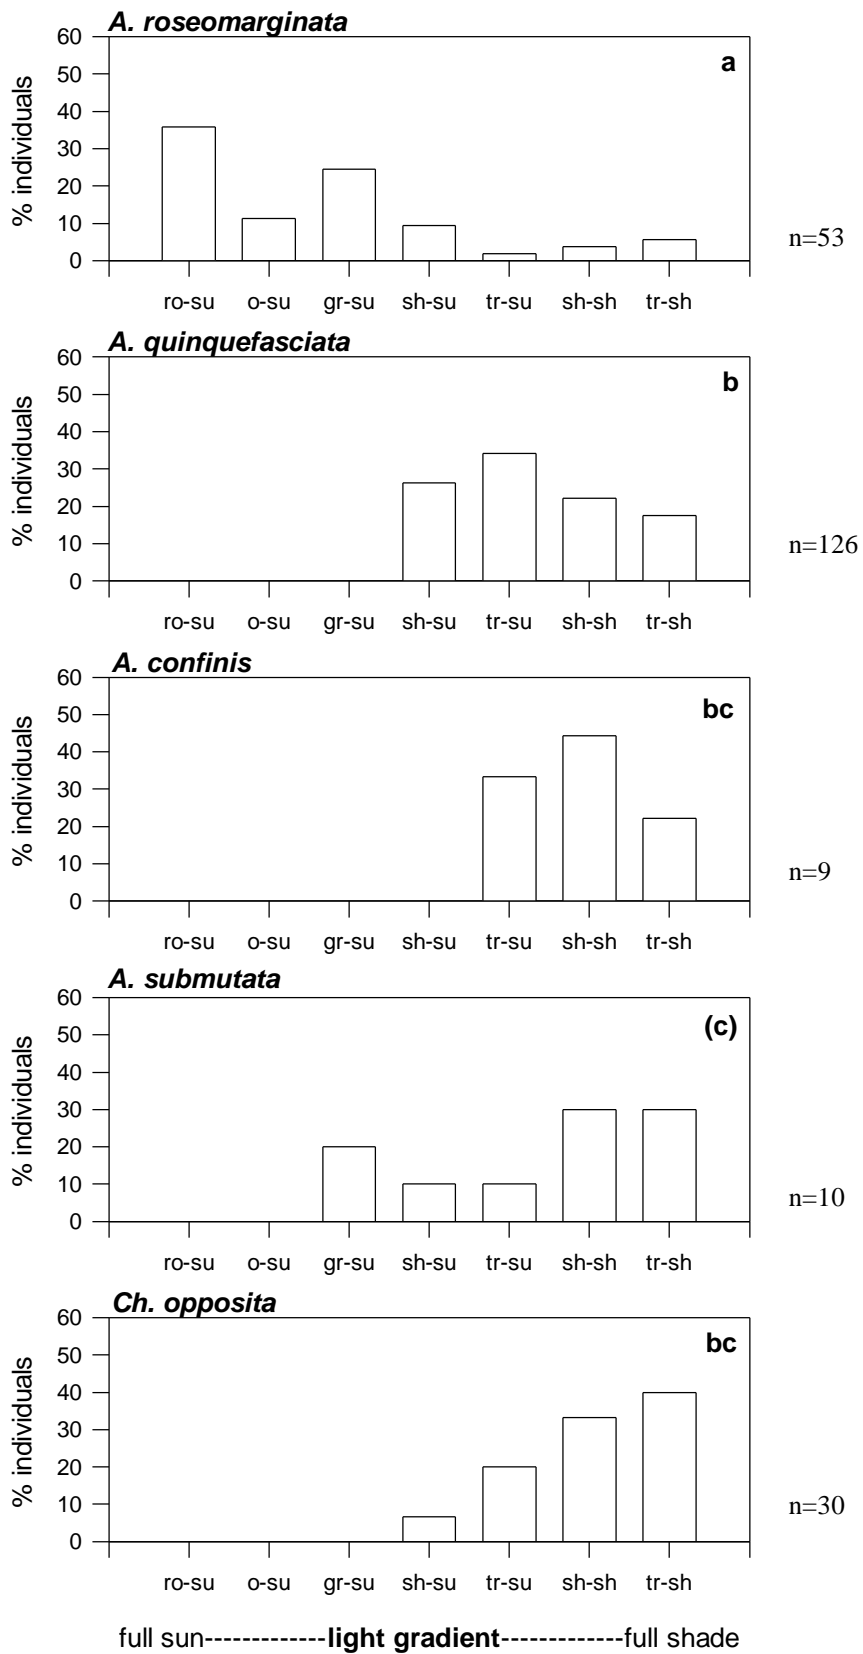 A. roseomarginata
60
a
50
40
30
20
10
0
% individuals
n=53
ro-su o-su gr-su sh-su tr-su sh-sh tr-sh
A. quinquefasciata
60
b
50
40
30
20
10
0
% individuals
n=126
ro-su o-su gr-su sh-su tr-su sh-sh tr-sh
A. confinis
60
bc
50
40
30
20
10
0
% individuals
n=9
ro-su o-su gr-su sh-su tr-su sh-sh tr-sh
A. submutata
60
(c)
50
40
30
20
10
0
% individuals
n=10
ro-su o-su gr-su sh-su tr-su sh-sh tr-sh
Ch. opposita
60
bc
50
40
30
20
10
0
% individuals
n=30
ro-su o-su gr-su sh-su tr-su sh-sh tr-sh
full sun------------light gradient------------full shade